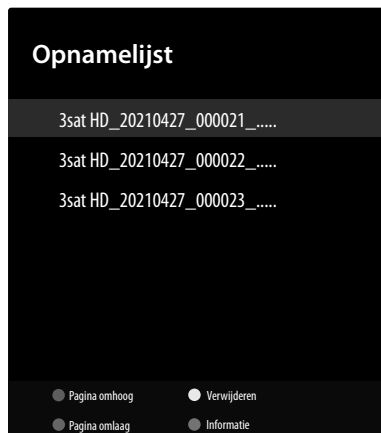 Opnamelijst
3sat HD_20210427_000021_.....
3sat HD_20210427_000022_.....
3sat HD_20210427_000023_.....
Pagina omhoog Verwijderen
Pagina omlaag Informatie